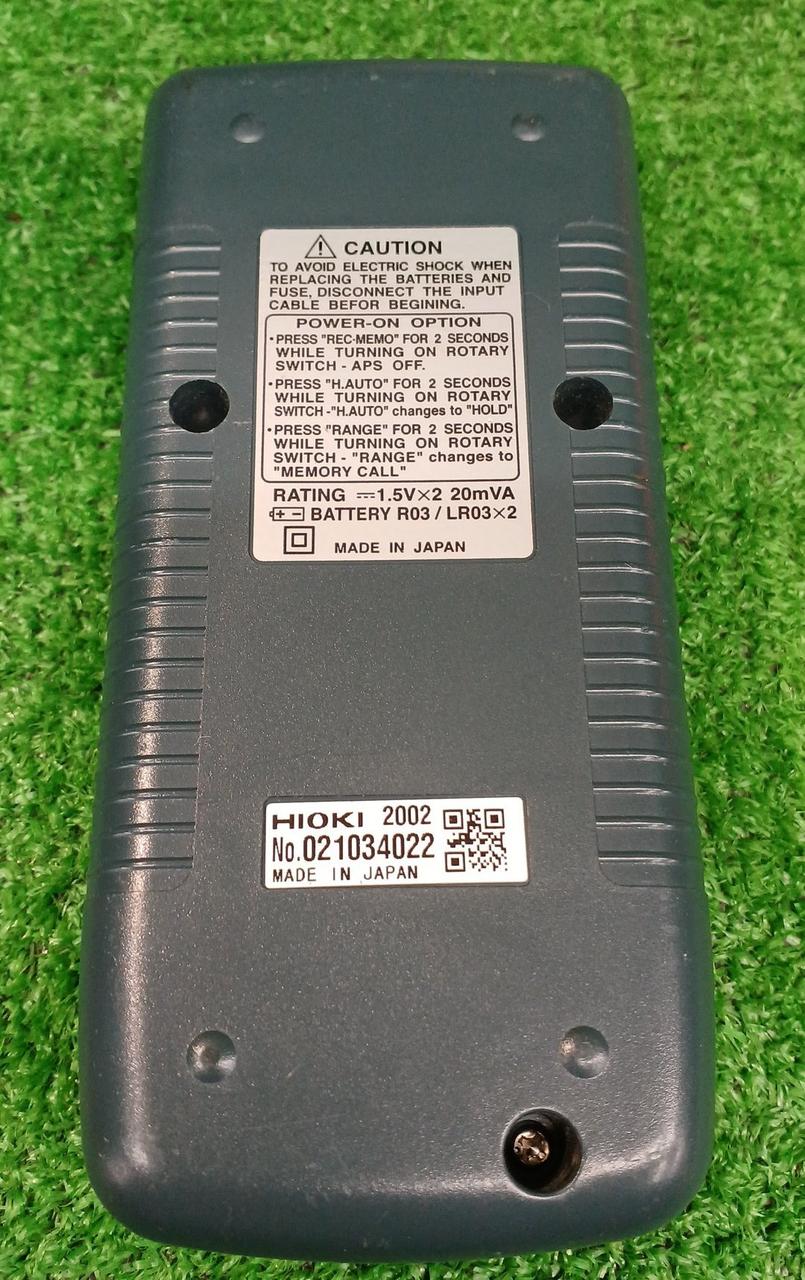 CAUTION
TO AVOID ELECTRIC SHOCK WHEN
REPLACING THE BATTERIES AND
FUSE, DISCONNECT THE INPUT
CABLE BEFOR BEGINING.
POWER-ON OPTION
•PRESS "REC·MEMO" FOR 2 SECONDS
WHILE TURNING ON ROTARY
SWITCH - APS OFF.
•PRESS "H.AUTO" FOR 2 SECONDS
WHILE TURNING ON ROTARY
SWITCH -"H.AUTO" changes to "HOLD"
•PRESS "RANGE" FOR 2 SECONDS
WHILE TURNING ON ROTARY
SWITCH - "RANGE" changes to
"MEMORY CALL"
RATING ⎓1.5V×2 20mVA
+ − BATTERY R03 / LR03×2
MADE IN JAPAN
HIOKI 2002
No.021034022
MADE IN JAPAN